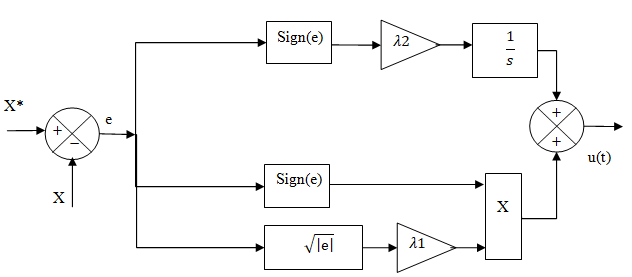 Sign(e)
λ2
1
s
X*
e
+
−
X
+
+
u(t)
Sign(e)
X
√|e|
λ1